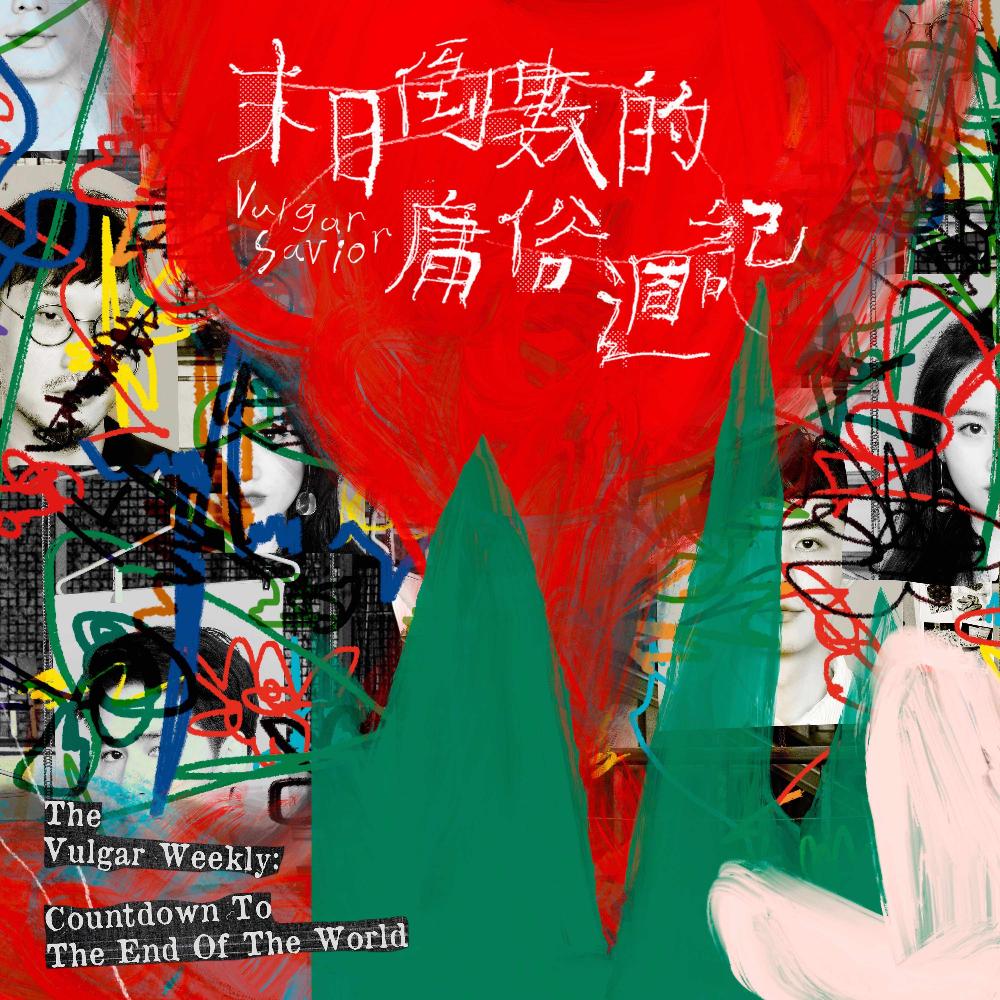 末日倒數的
Vulgar
Savior
庸俗週記
The
Vulgar Weekly:
Countdown To
The End Of The World